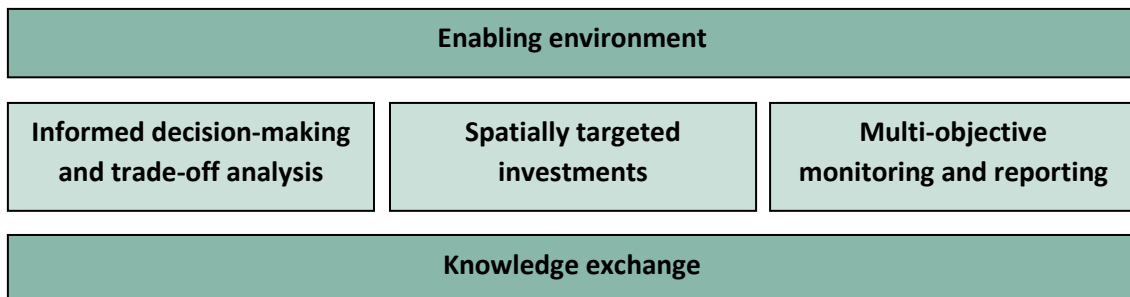 Enabling environment
Informed decision-making
and trade-off analysis
Spatially targeted
investments
Multi-objective
monitoring and reporting
Knowledge exchange